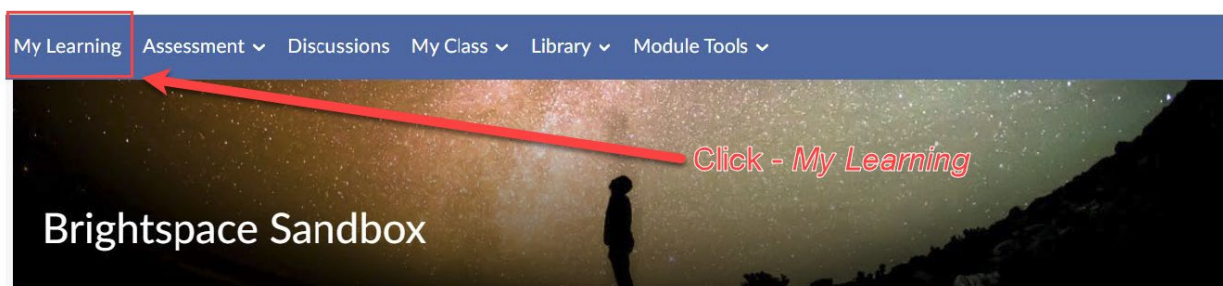 My Learning Assessment Discussions My Class Library Module Tools
Click - My Learning
Brightspace Sandbox